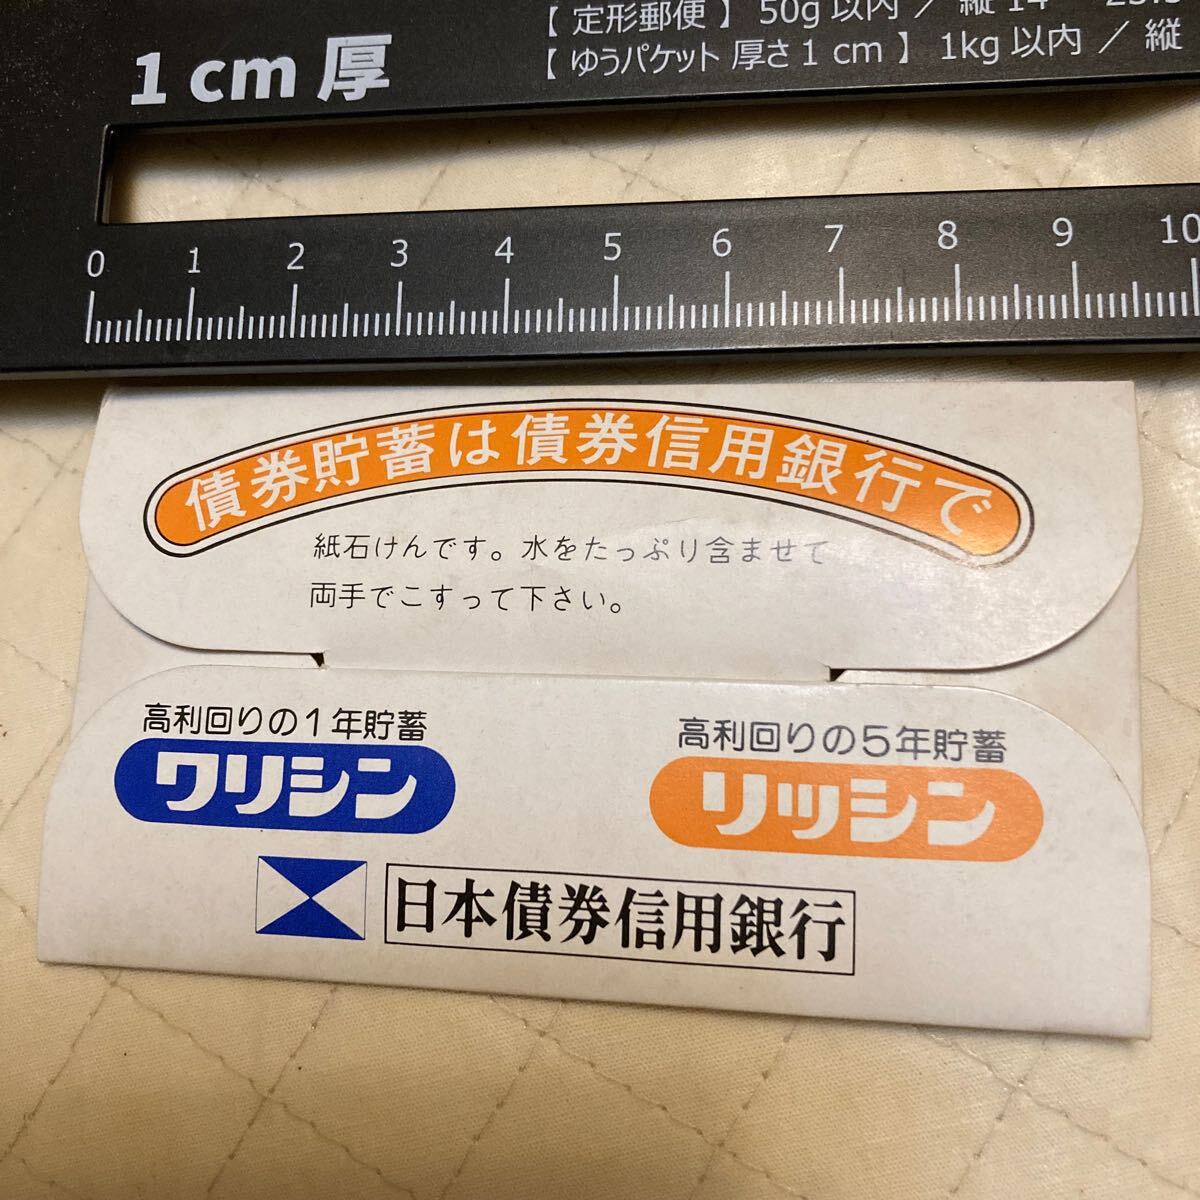 【 定形郵便 】 50g 以内 ／ 縦 14
1 cm 厚
【 ゆうパケット 厚さ 1 cm 】 1kg 以内 ／ 縦
0 1 2 3 4 5 6 7 8 9 10
債券貯蓄は債券信用銀行で
紙石けんです。水をたっぷり含ませて
両手でこすって下さい。
高利回りの1年貯蓄
ワリシン
高利回りの5年貯蓄
リッシン
日本債券信用銀行